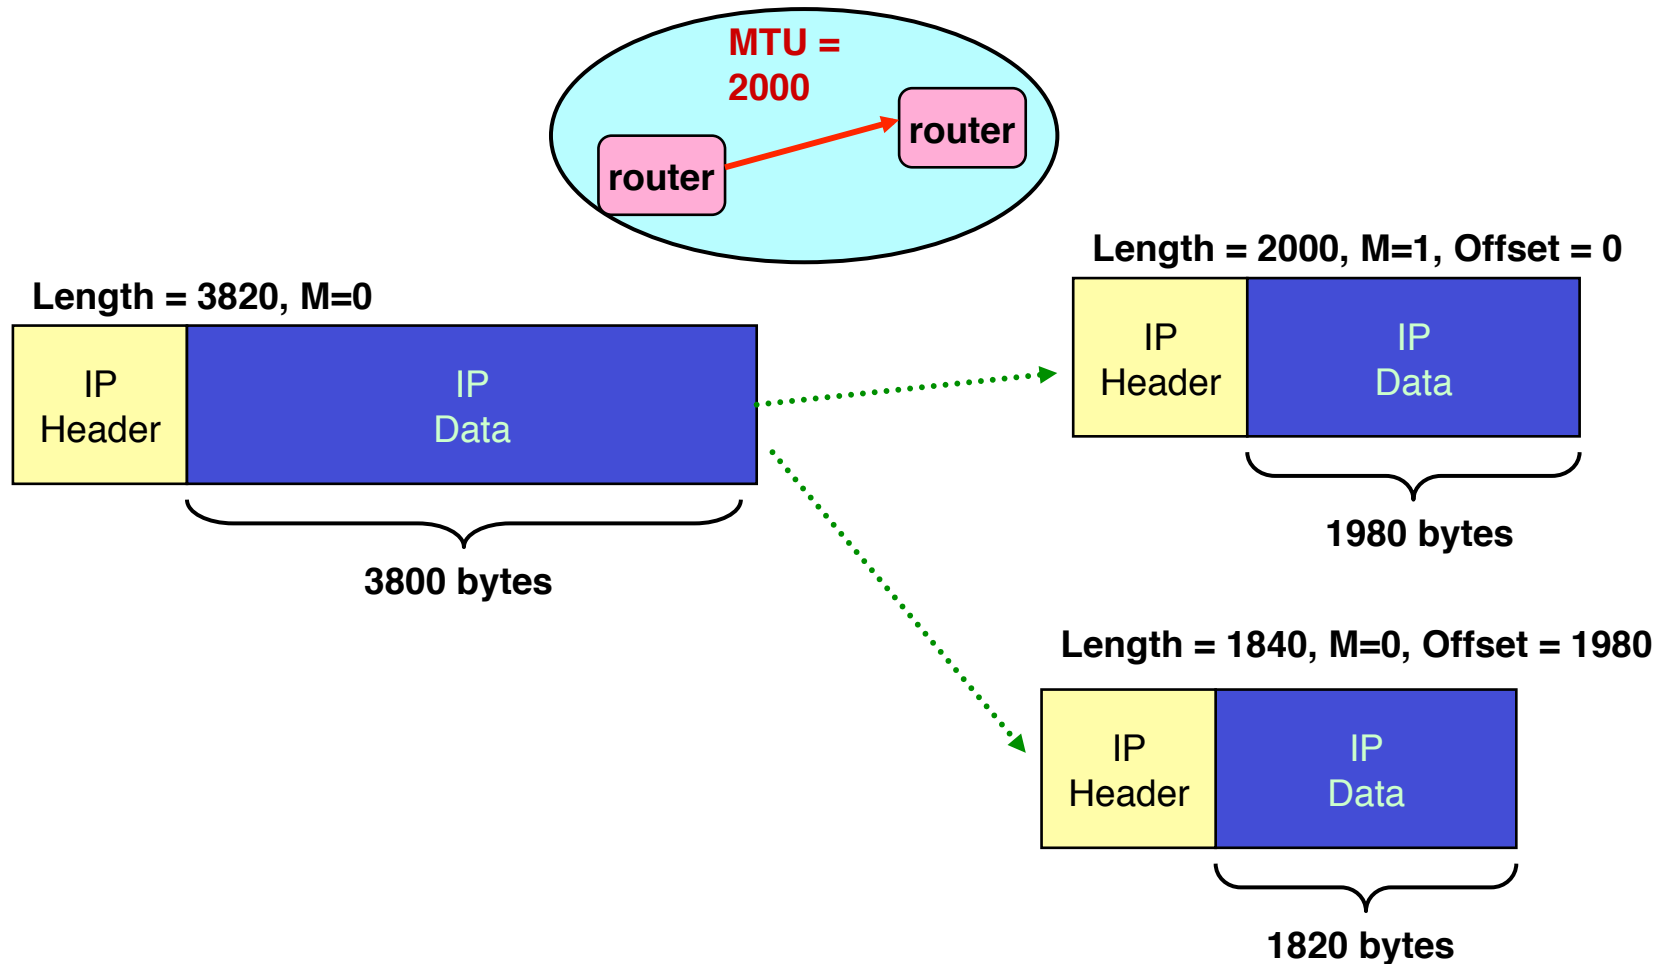 MTU =
2000
router
router
Length = 3820, M=0
IP
Header
IP
Data
3800 bytes
Length = 2000, M=1, Offset = 0
IP
Header
IP
Data
1980 bytes
Length = 1840, M=0, Offset = 1980
IP
Header
IP
Data
1820 bytes